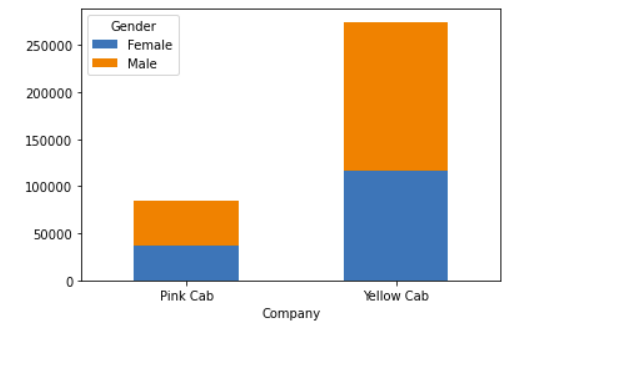 Gender
Female
Male
250000
200000
150000
100000
50000
0
Pink Cab Yellow Cab
Company